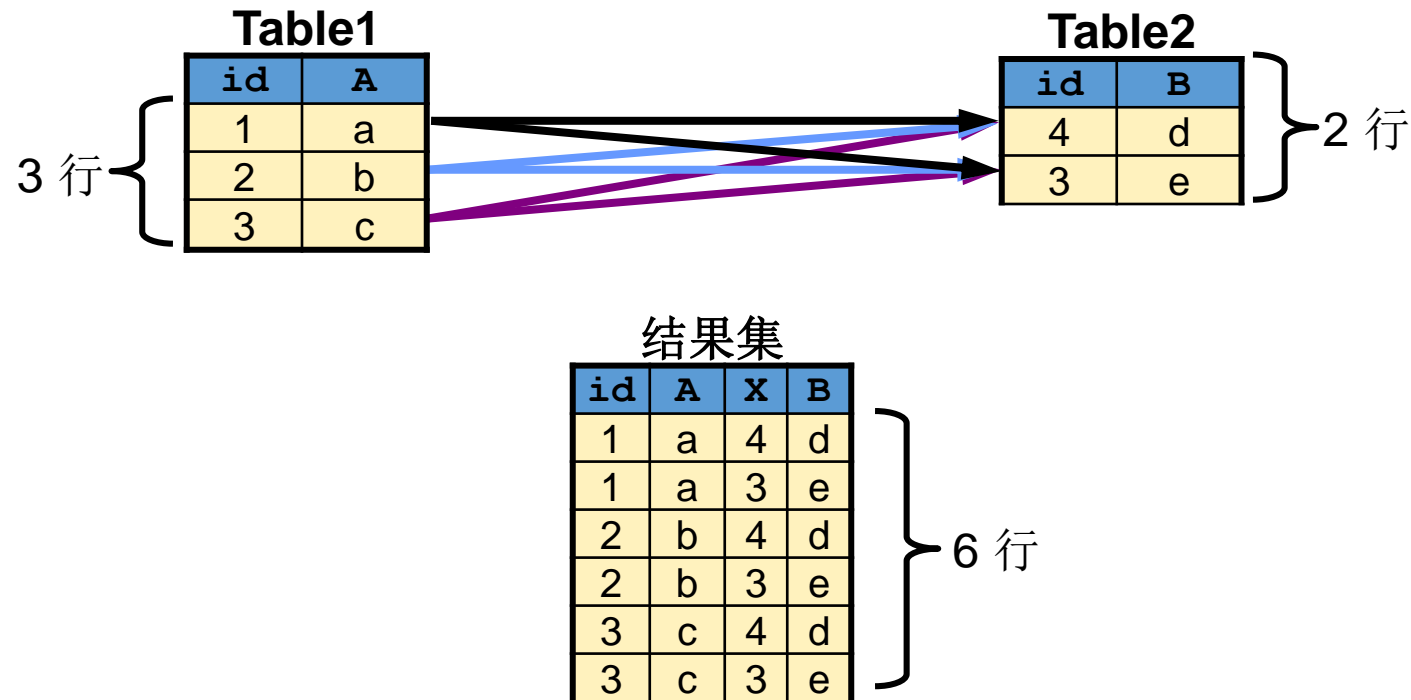 Table1
Table2
id A
1 a
2 b
3 c
3 行
id B
4 d
3 e
2 行
结果集
id A X B
1 a 4 d
1 a 3 e
2 b 4 d
2 b 3 e
3 c 4 d
3 c 3 e
6 行